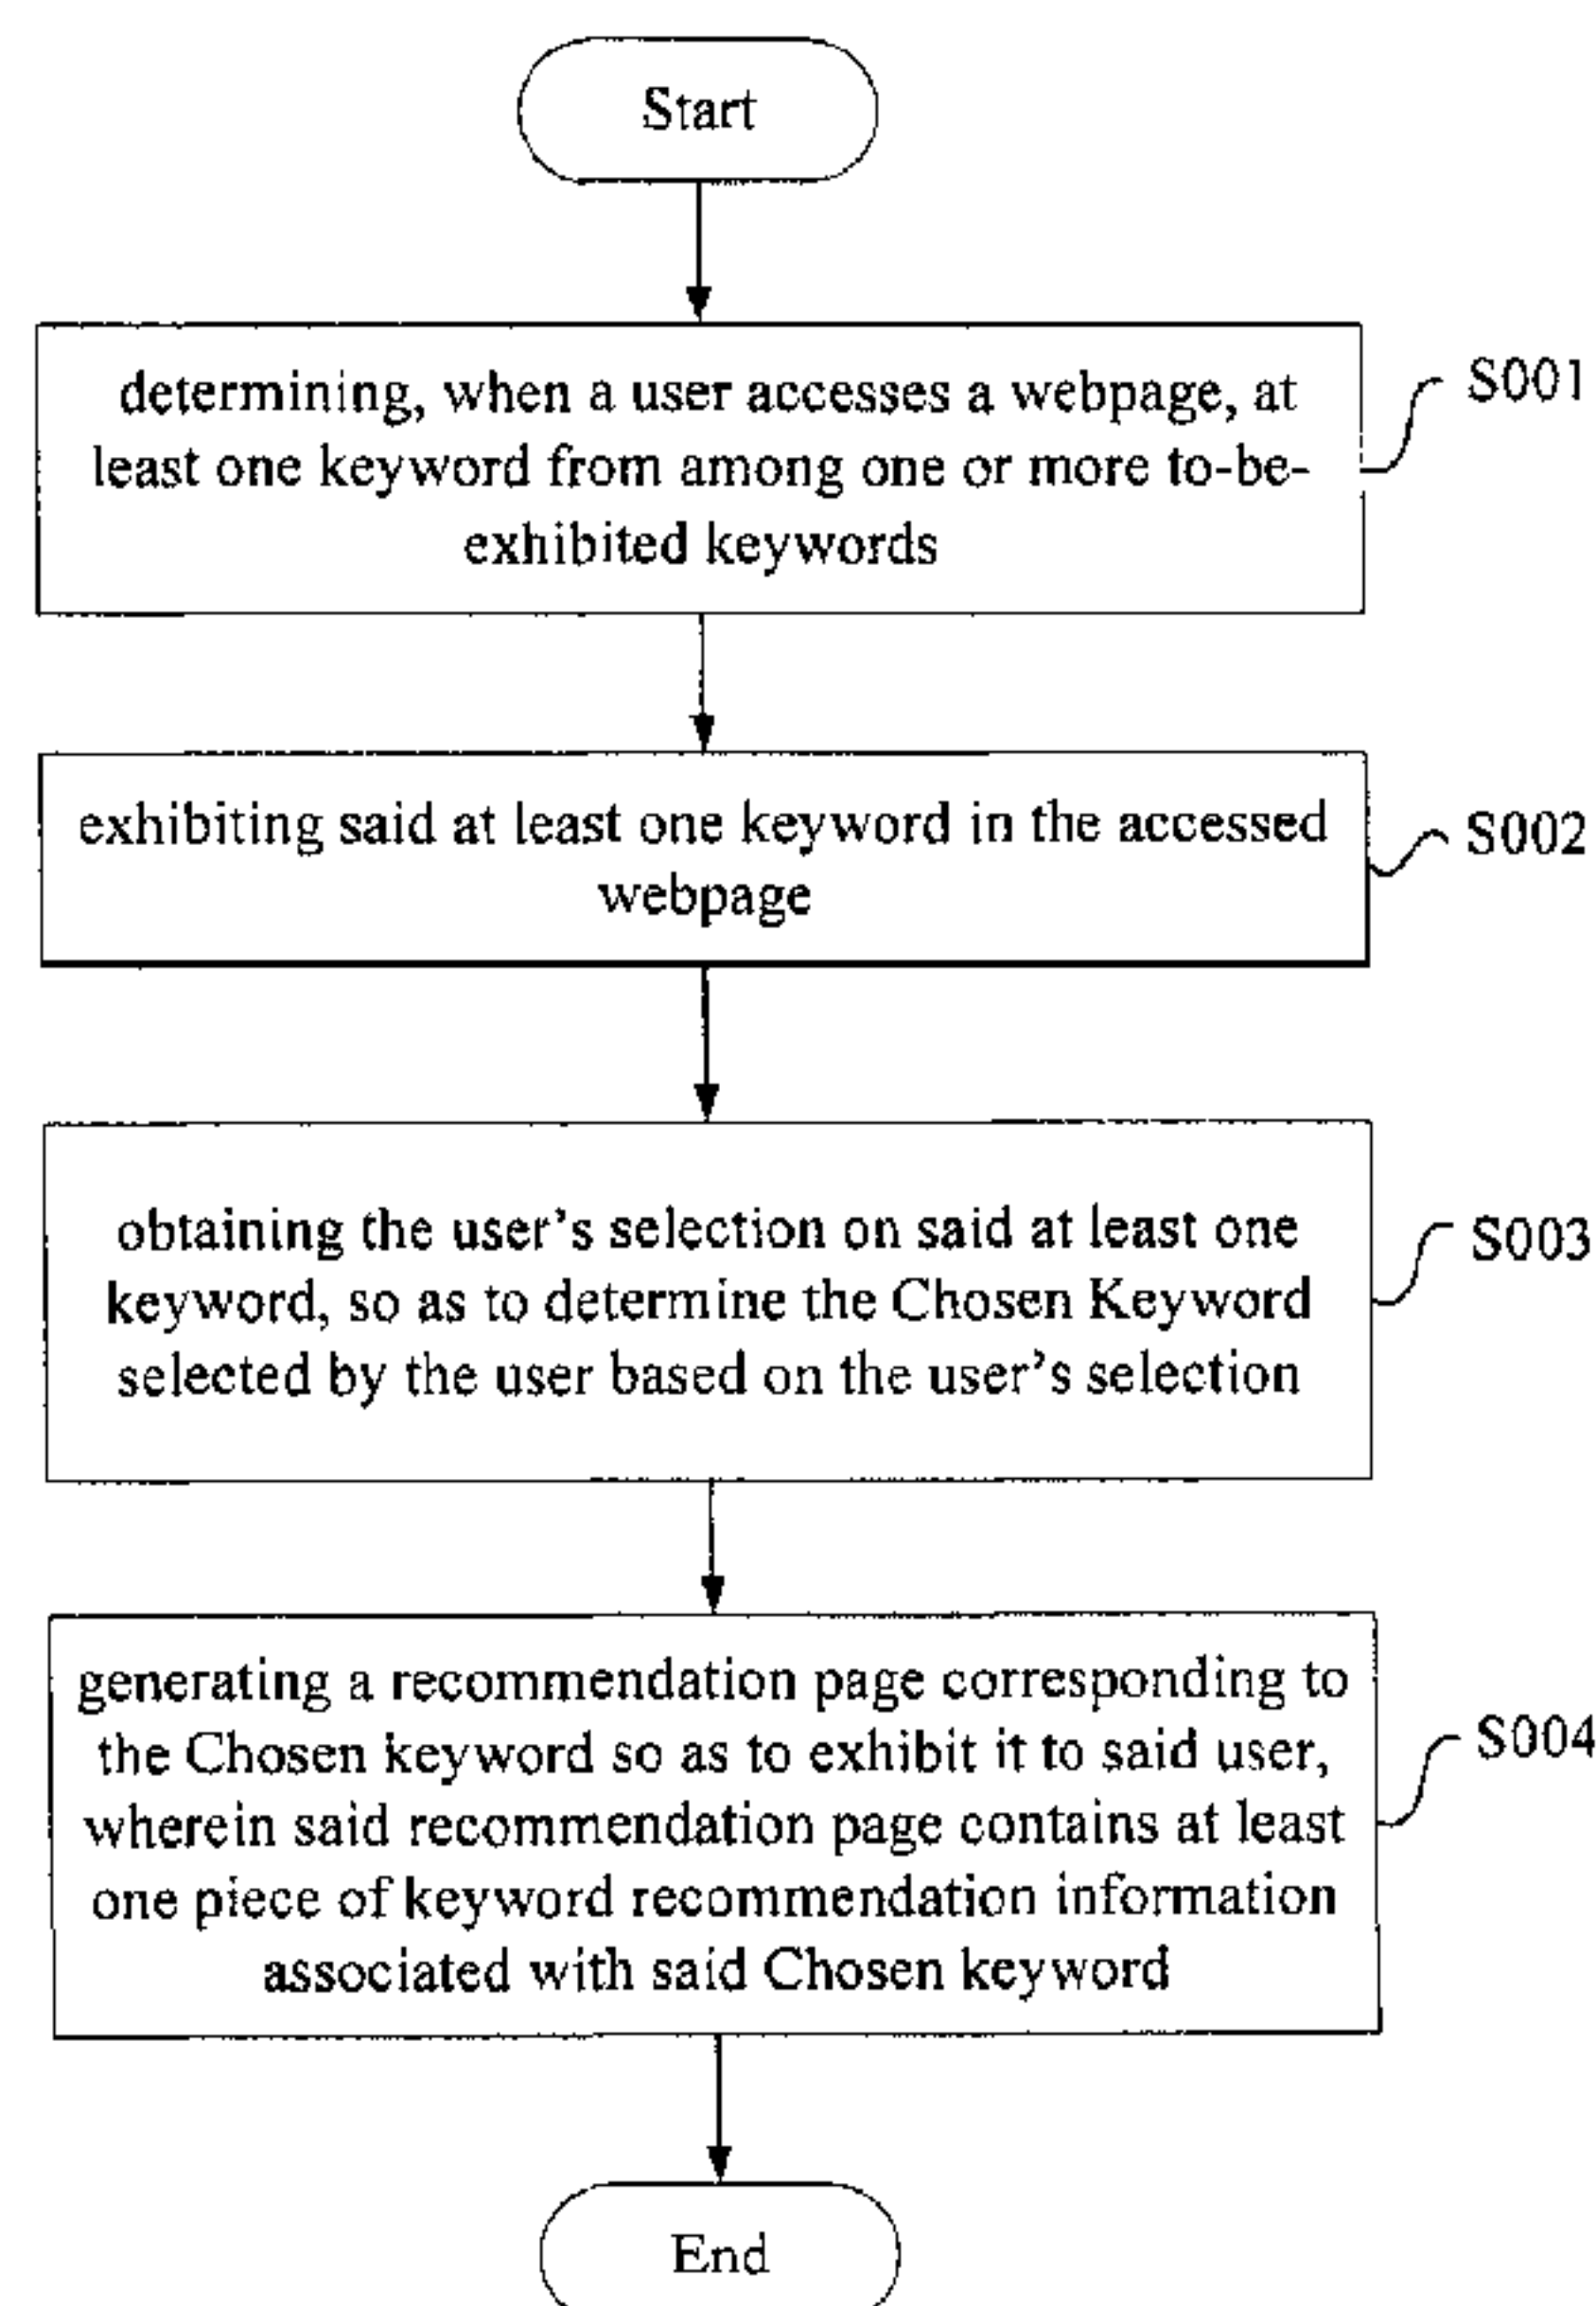 Start
determining, when a user accesses a webpage, at
least one keyword from among one or more to-be-
exhibited keywords
S001
exhibiting said at least one keyword in the accessed
webpage
S002
obtaining the user's selection on said at least one
keyword, so as to determine the Chosen Keyword
selected by the user based on the user's selection
S003
generating a recommendation page corresponding to
the Chosen keyword so as to exhibit it to said user,
wherein said recommendation page contains at least
one piece of keyword recommendation information
associated with said Chosen keyword
S004
End